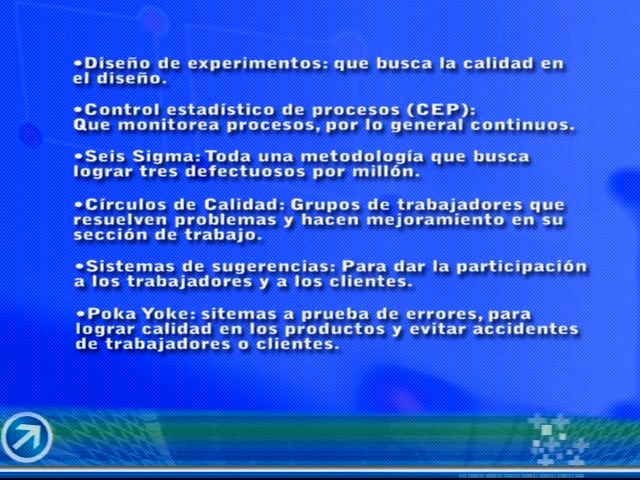 •Diseño de experimentos: que busca la calidad en
el diseño.
•Control estadístico de procesos (CEP):
Que monitorea procesos, por lo general continuos.
•Seis Sigma: Toda una metodología que busca
lograr tres defectuosos por millón.
•Círculos de Calidad: Grupos de trabajadores que
resuelven problemas y hacen mejoramiento en su
sección de trabajo.
•Sistemas de sugerencias: Para dar la participación
a los trabajadores y a los clientes.
•Poka Yoke: sitemas a prueba de errores, para
lograr calidad en los productos y evitar accidentes
de trabajadores o clientes.